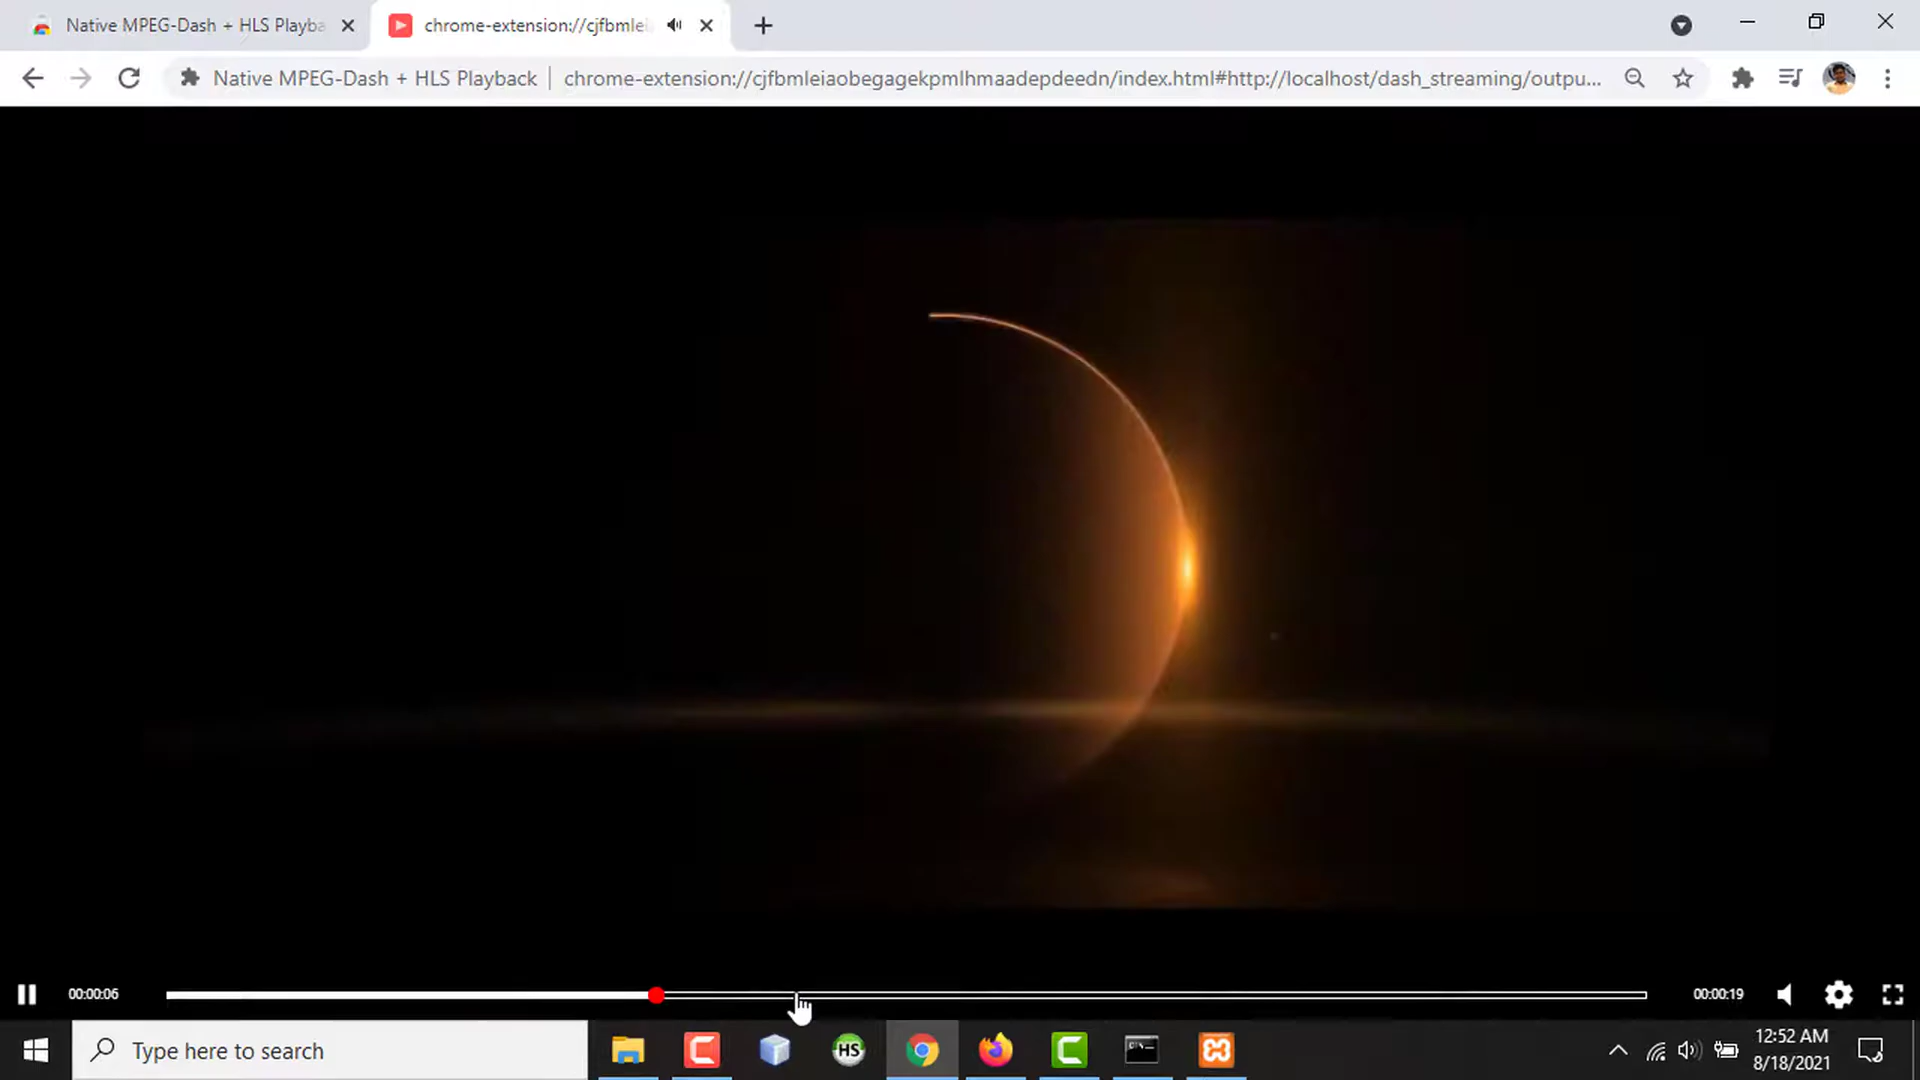 Native MPEG-Dash + HLS Playba
chrome-extension://cjfbmlei
Native MPEG-Dash + HLS Playback
chrome-extension://cjfbmleiaobegagekpmlhmaadepdeedn/index.html#http://localhost/dash_streaming/outpu...
00:00:06
00:00:19
Type here to search
HS
12:52 AM
8/18/2021